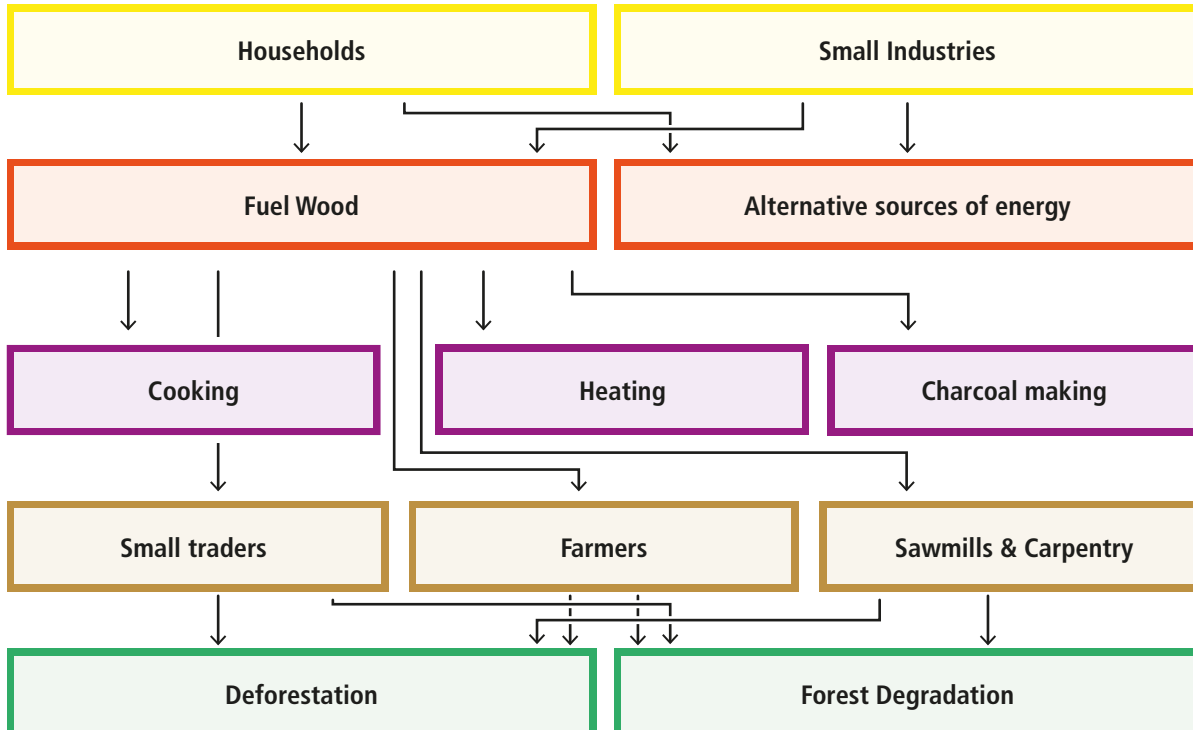 Households
Small Industries
Fuel Wood
Alternative sources of energy
Cooking
Heating
Charcoal making
Small traders
Farmers
Sawmills & Carpentry
Deforestation
Forest Degradation